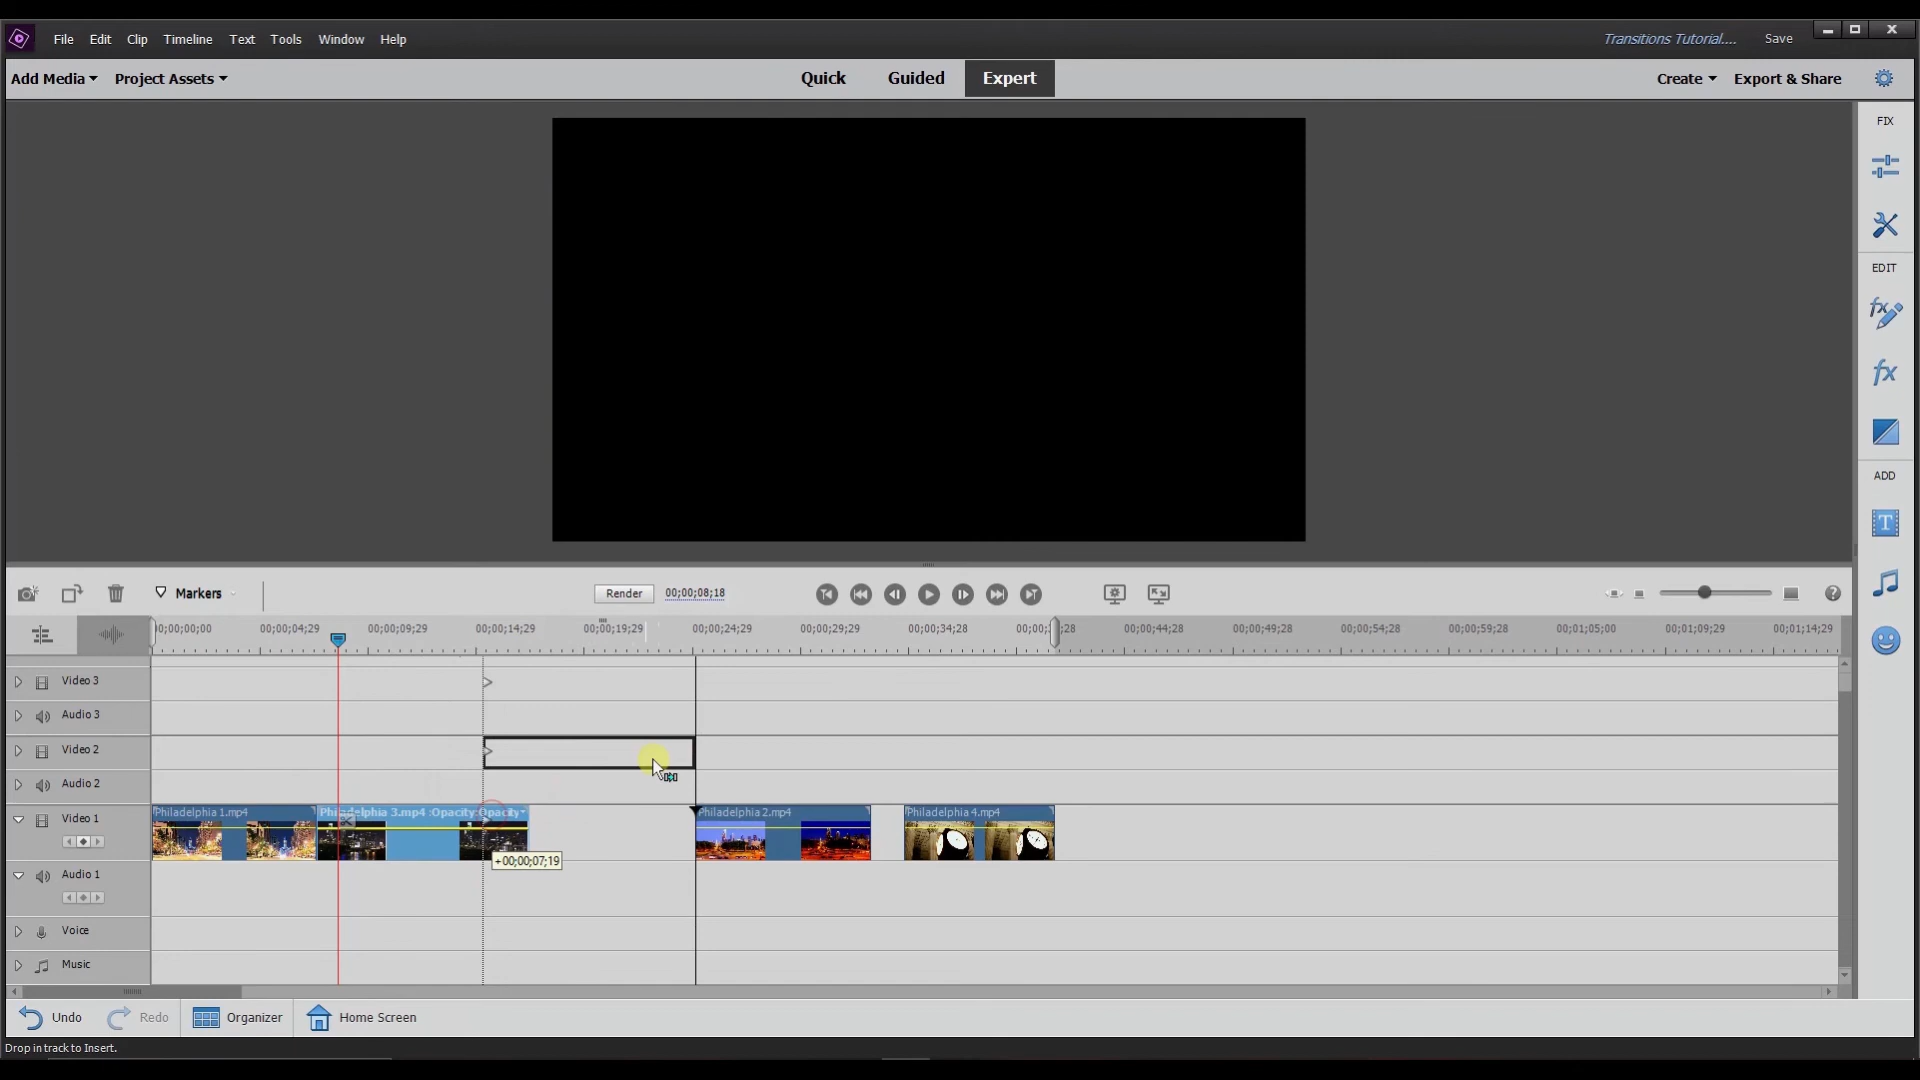 File Edit Clip Timeline Text Tools Window Help
Transitions Tutorial.... Save
Add Media Project Assets
Quick Guided Expert
Create Export & Share
FIX
EDIT
fx
fx
ADD
T
Markers
Render 00;00;08;18
00;00;04;29 00;00;09;29 00;00;14;29 00;00;19;29 00;00;24;29 00;00;29;29 00;00;34;28 00;00;44;28 00;00;49;28 00;00;54;28 00;00;59;28 00;01;05;00 00;01;09;29 00;01;14;29
Video 3
Audio 3
Video 2
Audio 2
Video 1
Philadelphia 1.mp4 Philadelphia 3.mp4 :Opacity:Opacity Philadelphia 2.mp4 Philadelphia 4.mp4
+00;00;07;19
Audio 1
Voice
Music
Undo Redo Organizer Home Screen
Drop in track to Insert.